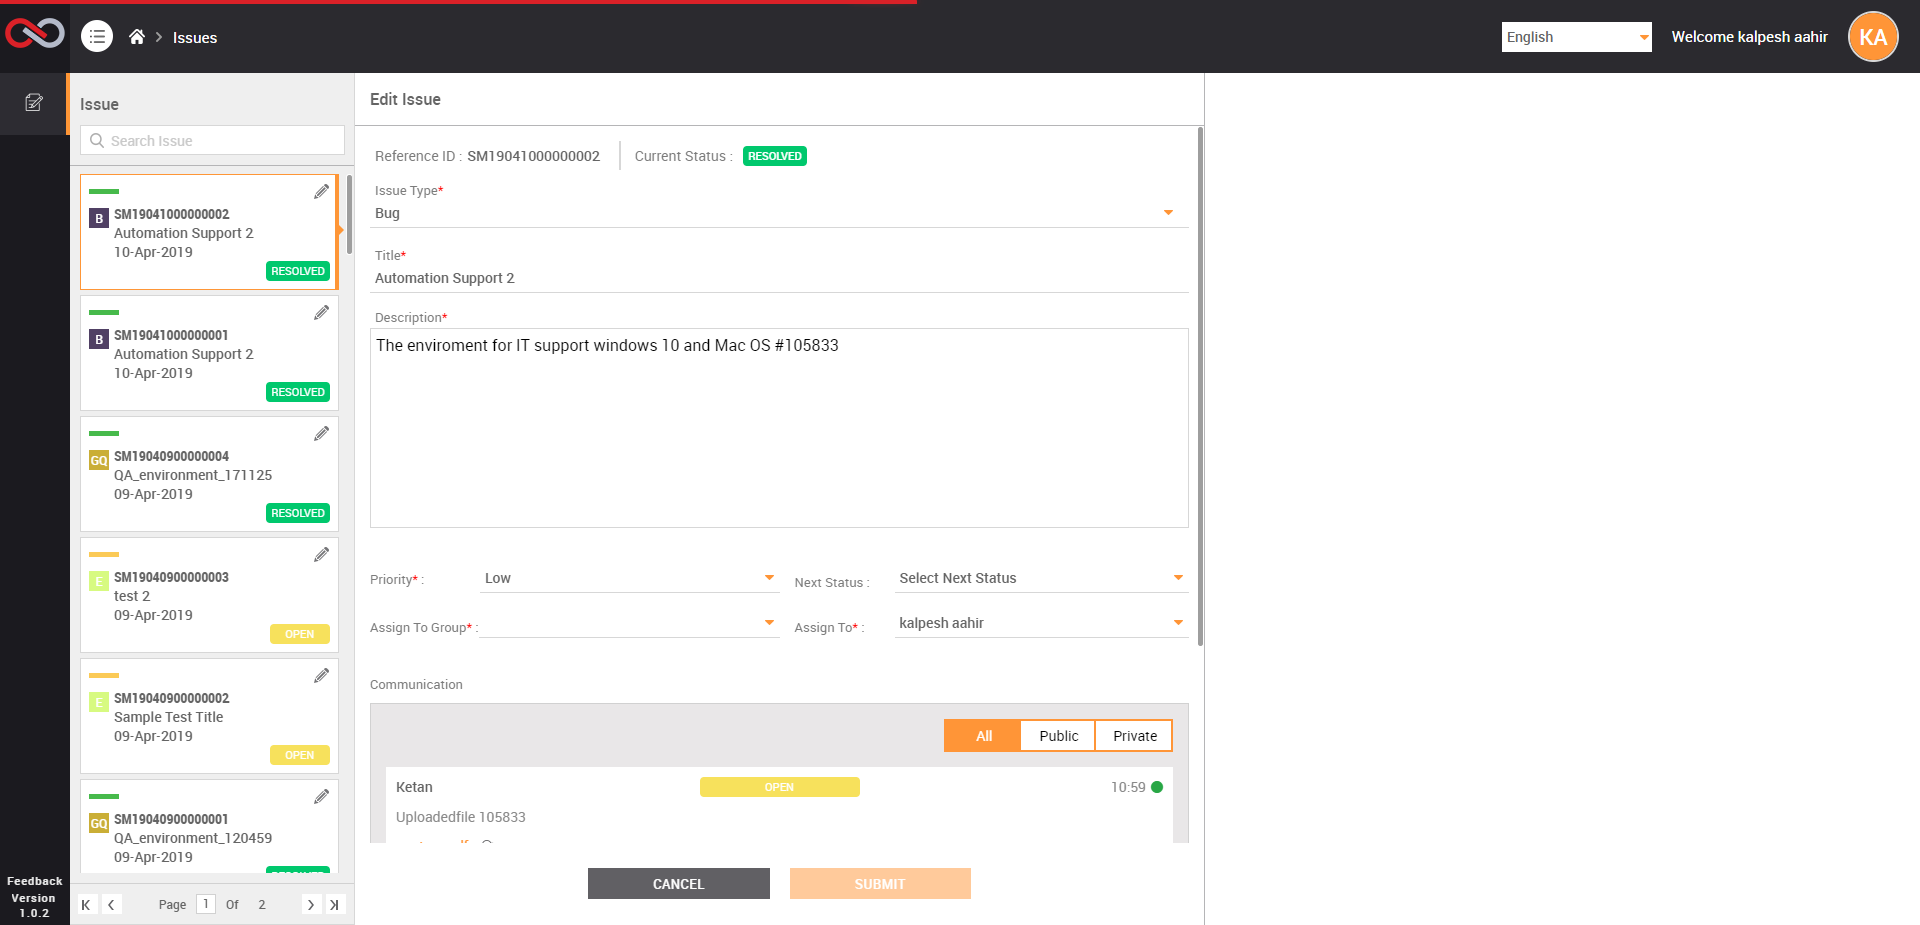 Issues
English
Welcome kalpesh aahir
KA
Issue
Search Issue
B
SM19041000000002
Automation Support 2
10-Apr-2019
RESOLVED
B
SM19041000000001
Automation Support 2
10-Apr-2019
RESOLVED
GQ
SM19040900000004
QA_environment_171125
09-Apr-2019
RESOLVED
E
SM19040900000003
test 2
09-Apr-2019
OPEN
E
SM19040900000002
Sample Test Title
09-Apr-2019
OPEN
GQ
SM19040900000001
QA_environment_120459
09-Apr-2019
Page 1 Of 2
Feedback
Version
1.0.2
Edit Issue
Reference ID : SM19041000000002
Current Status : RESOLVED
Issue Type*
Bug
Title*
Automation Support 2
Description*
The enviroment for IT support windows 10 and Mac OS #105833
Priority* : Low
Next Status : Select Next Status
Assign To Group* :
Assign To* : kalpesh aahir
Communication
All Public Private
Ketan OPEN 10:59
Uploadedfile 105833
CANCEL SUBMIT